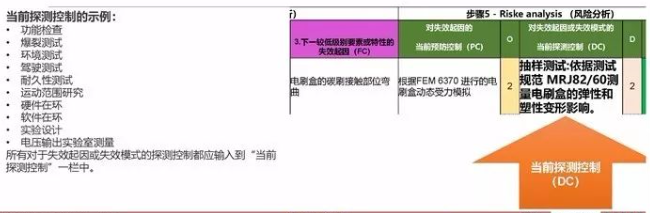 当前探测控制的示例：
• 功能检查
• 爆裂测试
• 环境测试
• 驾驶测试
• 耐久性测试
• 运动范围研究
• 硬件在环
• 软件在环
• 实验设计
• 电压输出实验室测量
所有对于失效起因或失效模式的探测控制都应输入到“当前
探测控制”一栏中。
步骤5 - Riske analysis （风险分析）
3.下一较低级别要素或特性的
失效起因（FC）
对失效起因的
当前预防控制（PC）
O
对失效起因或失效模式的
当前探测控制（DC）
D
电刷盒的碳刷接触部位弯
曲
根据FEM 6370 进行的电
刷盒动态受力模拟
2
抽样测试:依据测试
规范 MRJ82/60测
量电刷盒的弹性和
塑性变形影响。
2
当前探测控制
（DC）